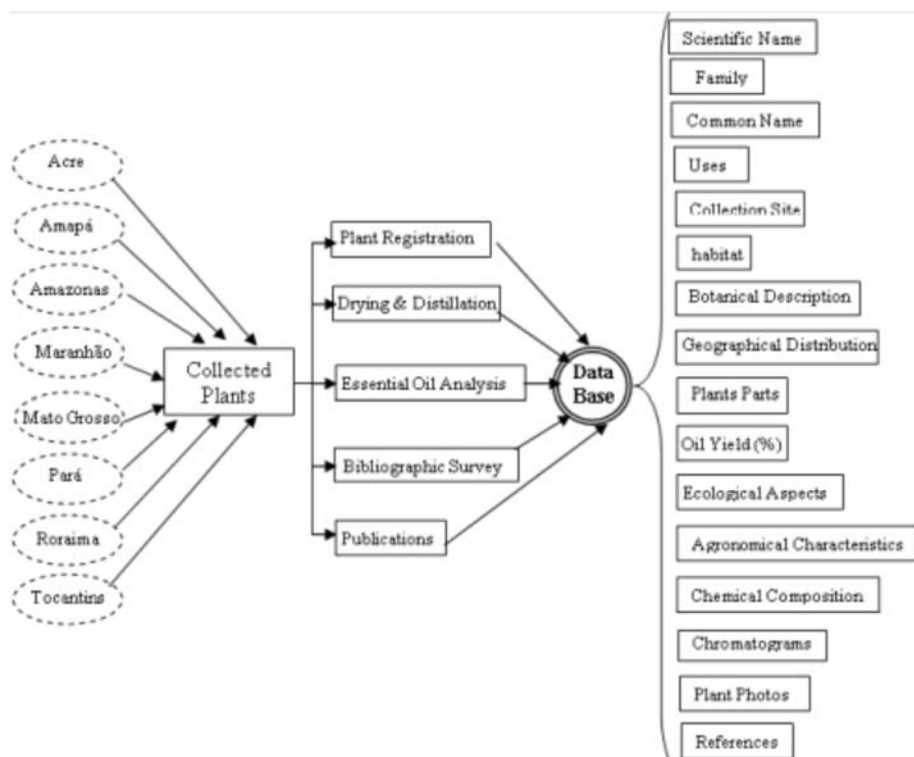 Acre
Amapá
Amazonas
Maranhão
Mato Grosso
Pará
Roraima
Tocantins
Collected
Plants
Plant Registration
Drying & Distillation
Essential Oil Analysis
Bibliographic Survey
Publications
Data
Base
Scientific Name
Family
Common Name
Uses
Collection Site
habitat
Botanical Description
Geographical Distribution
Plants Parts
Oil Yield (%)
Ecological Aspects
Agronomical Characteristics
Chemical Composition
Chromatograms
Plant Photos
References